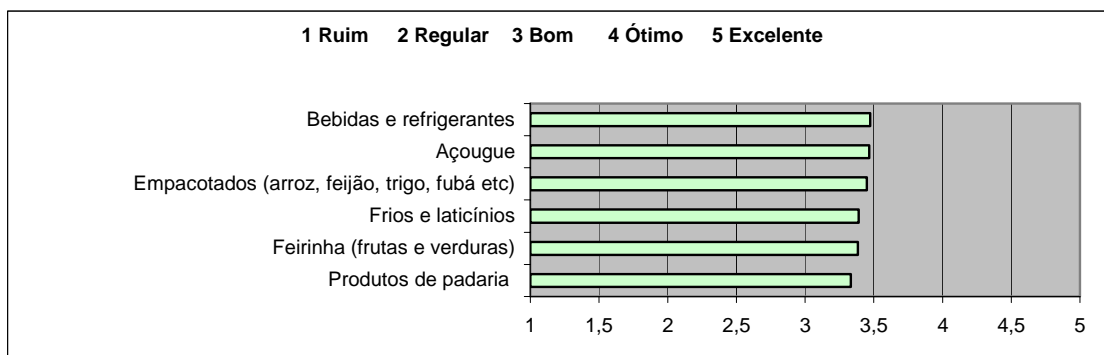 1 Ruim 2 Regular 3 Bom 4 Ótimo 5 Excelente
Bebidas e refrigerantes
Açougue
Empacotados (arroz, feijão, trigo, fubá etc)
Frios e laticínios
Feirinha (frutas e verduras)
Produtos de padaria
1 1,5 2 2,5 3 3,5 4 4,5 5